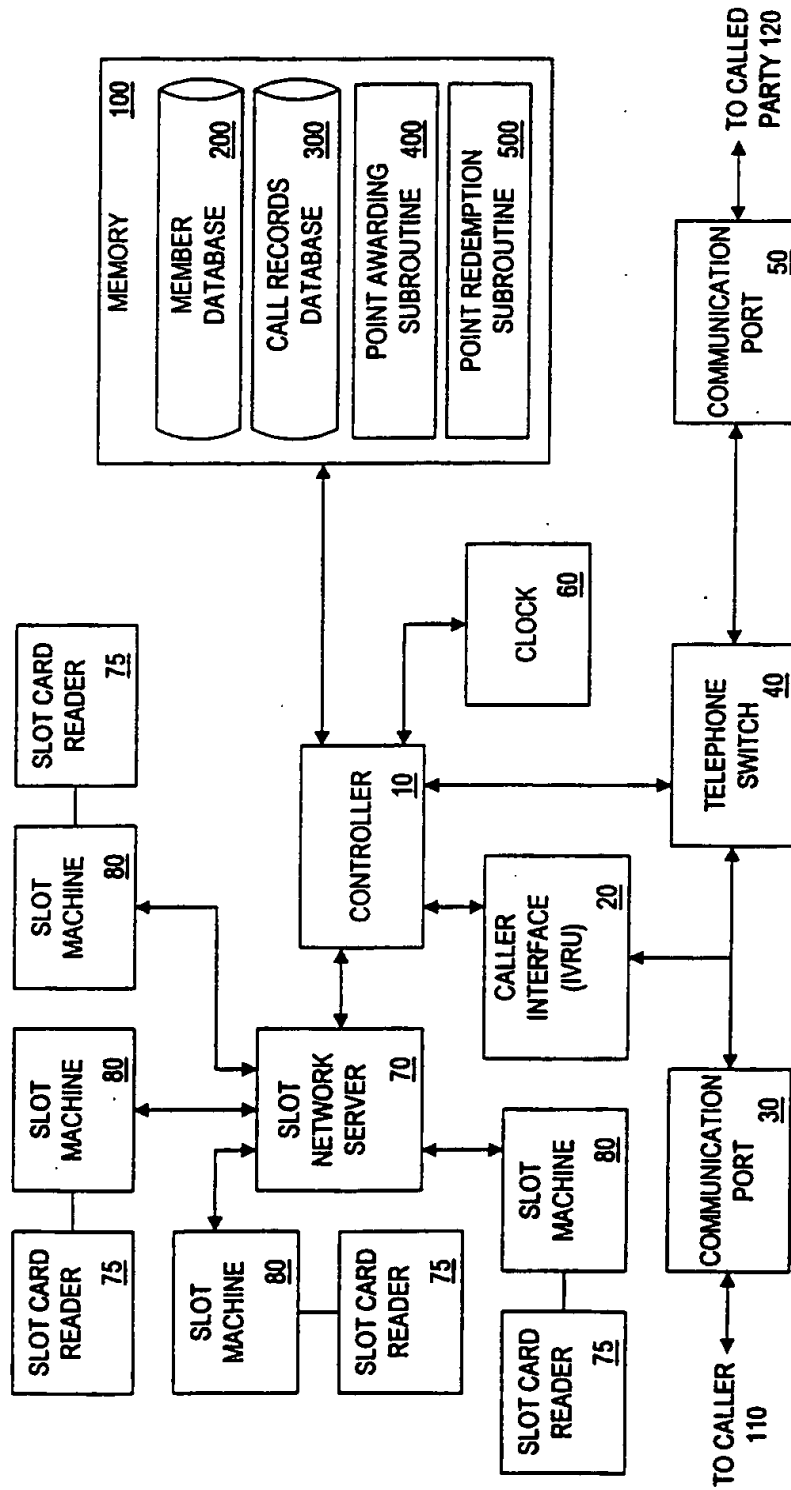 SLOT CARD
READER
75
SLOT
MACHINE
80
SLOT
MACHINE
80
SLOT CARD
READER
75
SLOT
MACHINE
80
SLOT CARD
READER
75
SLOT
NETWORK
SERVER
70
SLOT
MACHINE
80
SLOT CARD
READER
75
CONTROLLER
10
CALLER
INTERFACE
(IVRU)
20
CLOCK
60
MEMORY
100
MEMBER
DATABASE
200
CALL RECORDS
DATABASE
300
POINT AWARDING
SUBROUTINE
400
POINT REDEMPTION
SUBROUTINE
500
TO CALLER
110
COMMUNICATION
PORT
30
TELEPHONE
SWITCH
40
COMMUNICATION
PORT
50
TO CALLED
PARTY 120